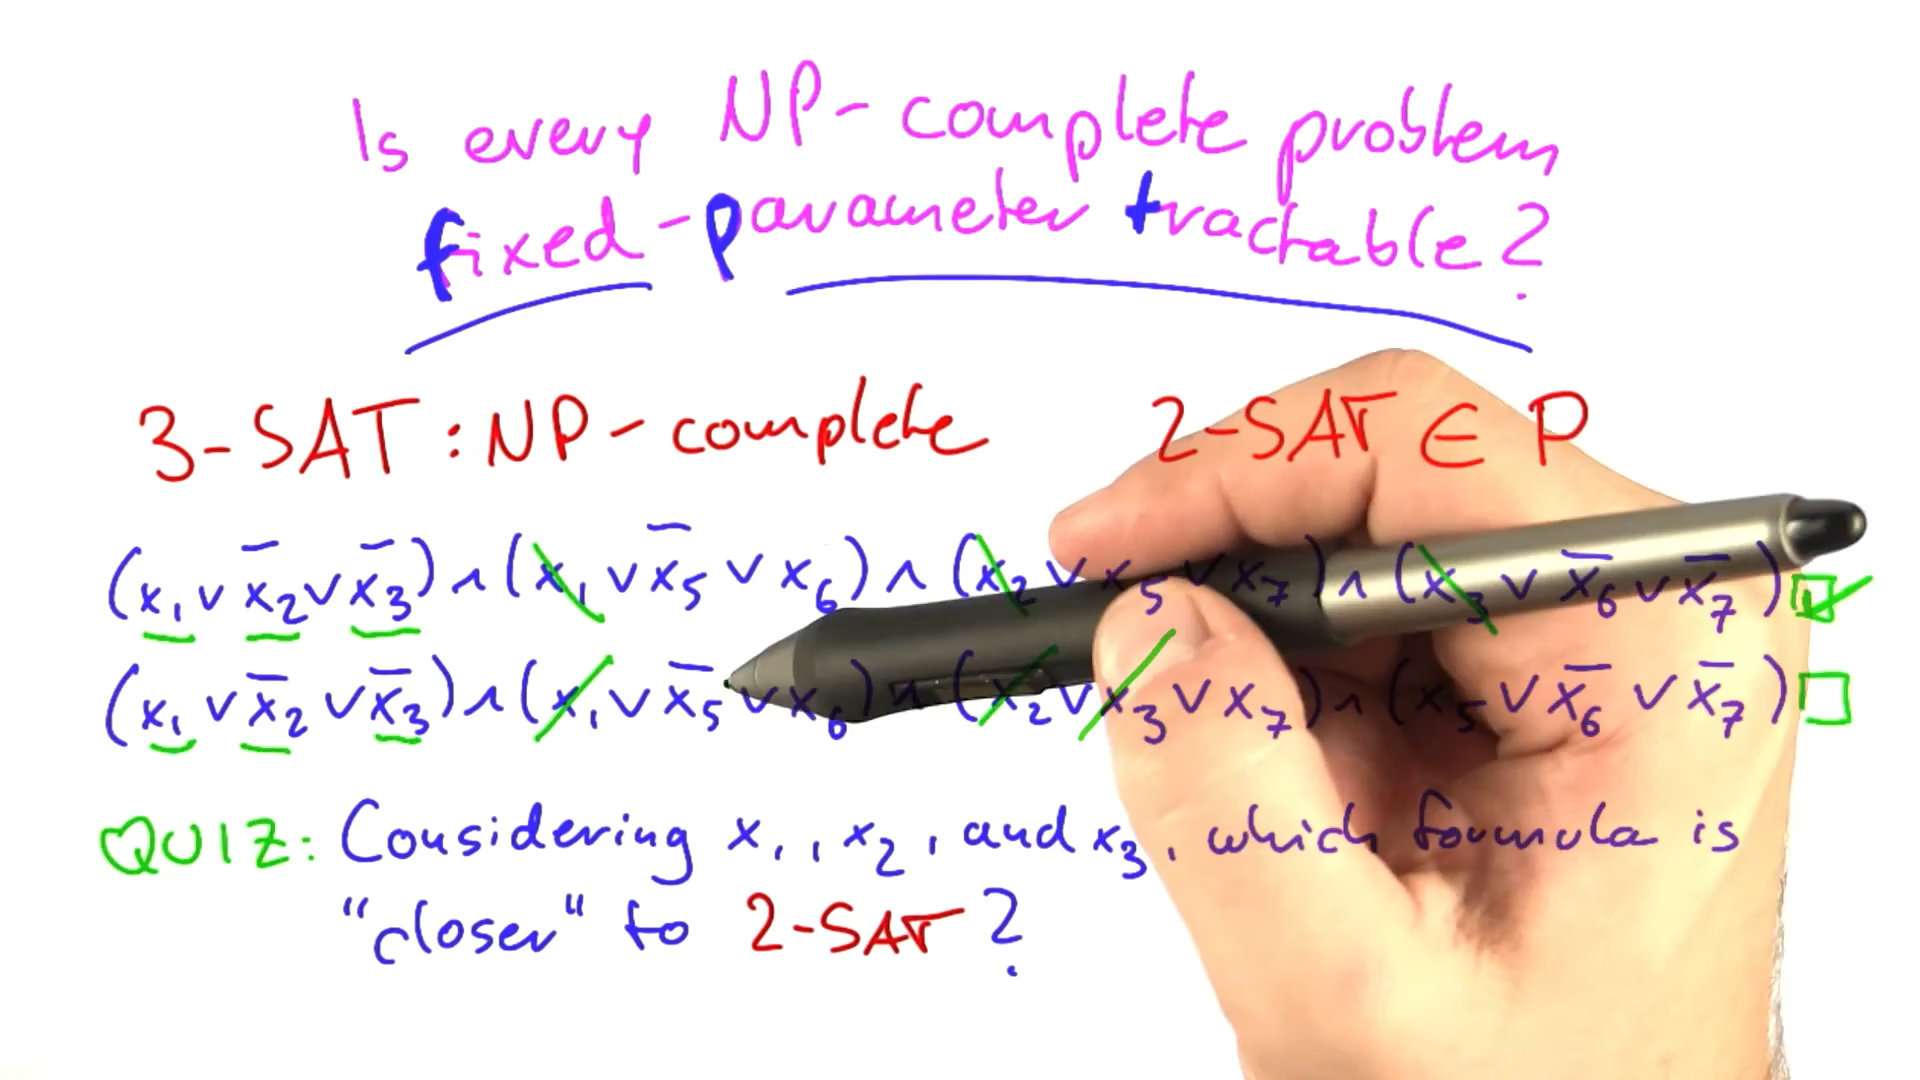 Is every NP-complete problem
fixed-parameter tractable?
3-SAT: NP-complete 2-SAT ∈ P
(x₁ ∨ x̅₂ ∨ x̅₃) ∧ (x₁ ∨ x̅₅ ∨ x₆) ∧ (x₂ ∨ x₅ ∨ x₇) ∧ (x₃ ∨ x̅₆ ∨ x̅₇)
(x₁ ∨ x̅₂ ∨ x̅₃) ∧ (x₁ ∨ x̅₅ ∨ x₆) ∧ (x₂ ∨ x₃ ∨ x₇) ∧ (x₅ ∨ x̅₆ ∨ x̅₇)
QUIZ: Considering x₁, x₂, and x₃, which formula is
"closer" to 2-SAT?